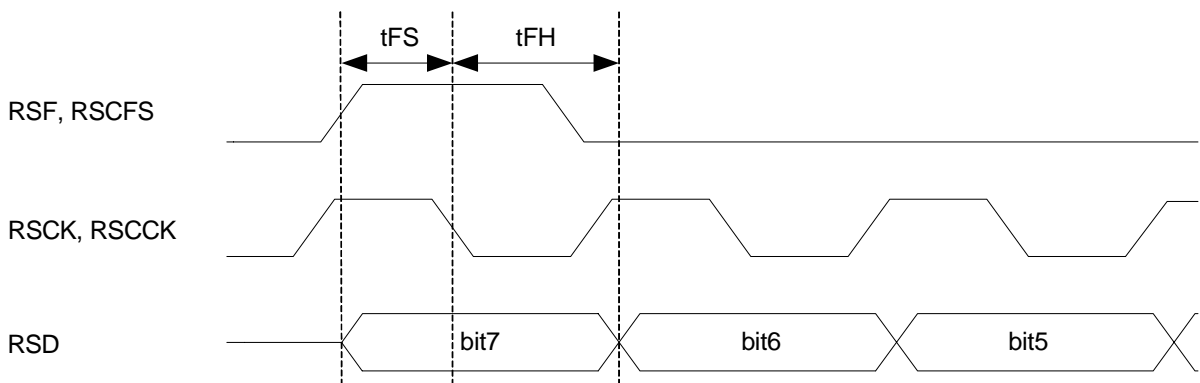 tFS tFH
RSF, RSCFS
RSCK, RSCCK
RSD bit7 bit6 bit5